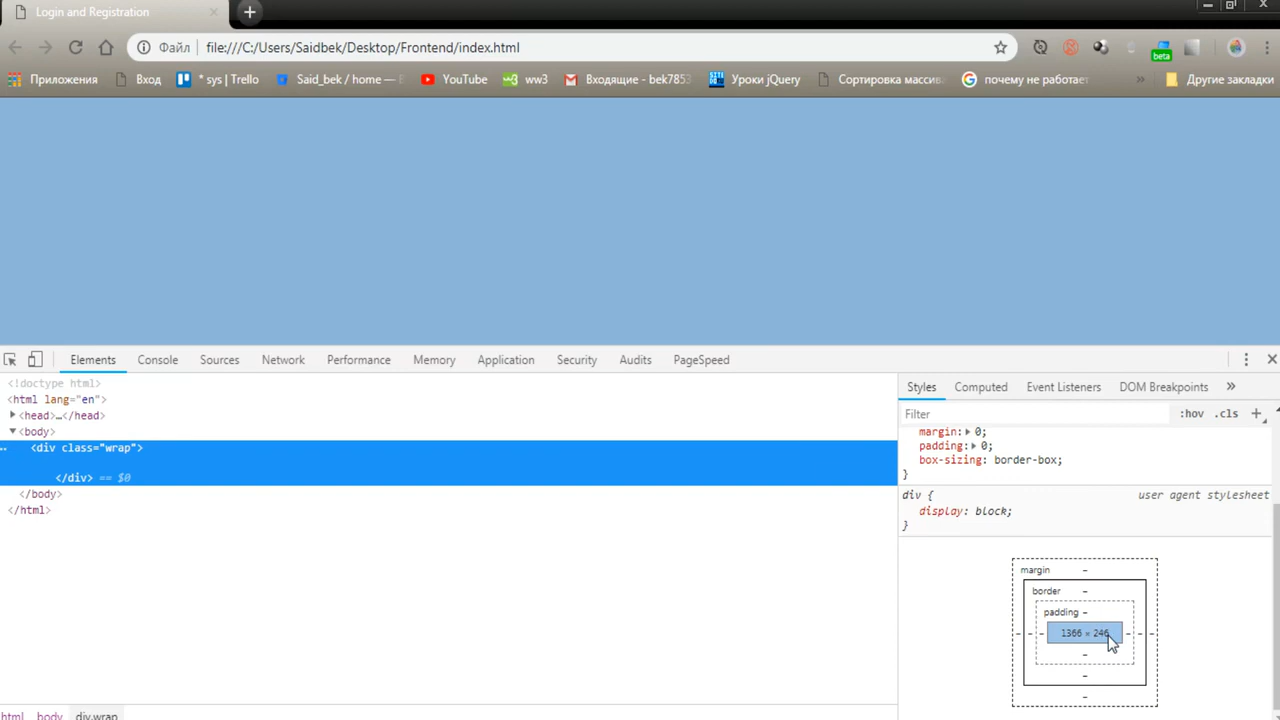 Login and Registration
Файл file:///C:/Users/Saidbek/Desktop/Frontend/index.html
beta
Приложения Вход * sys | Trello Said_bek / home — YouTube ww3 Входящие - bek785 Уроки jQuery Сортировка массив почему не работает » Другие закладки
Elements Console Sources Network Performance Memory Application Security Audits PageSpeed
<!doctype html>
<html lang="en">
<head>…</head>
<body>
<div class="wrap">
</div> == $0
</body>
</html>
html body div.wrap
Styles Computed Event Listeners DOM Breakpoints »
Filter :hov .cls +
margin: 0;
padding: 0;
box-sizing: border-box;
}
div { user agent stylesheet
display: block;
}
margin –
border –
padding –
– – – 1366 × 246 – – –
–
–
–